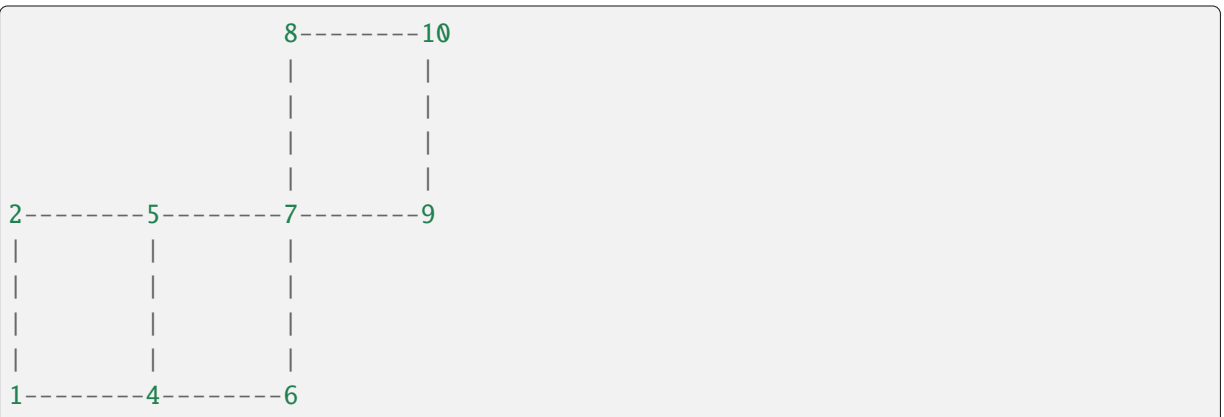 8--------10
|        |
|        |
|        |
|        |
2--------5--------7--------9
|        |        |
|        |        |
|        |        |
|        |        |
1--------4--------6